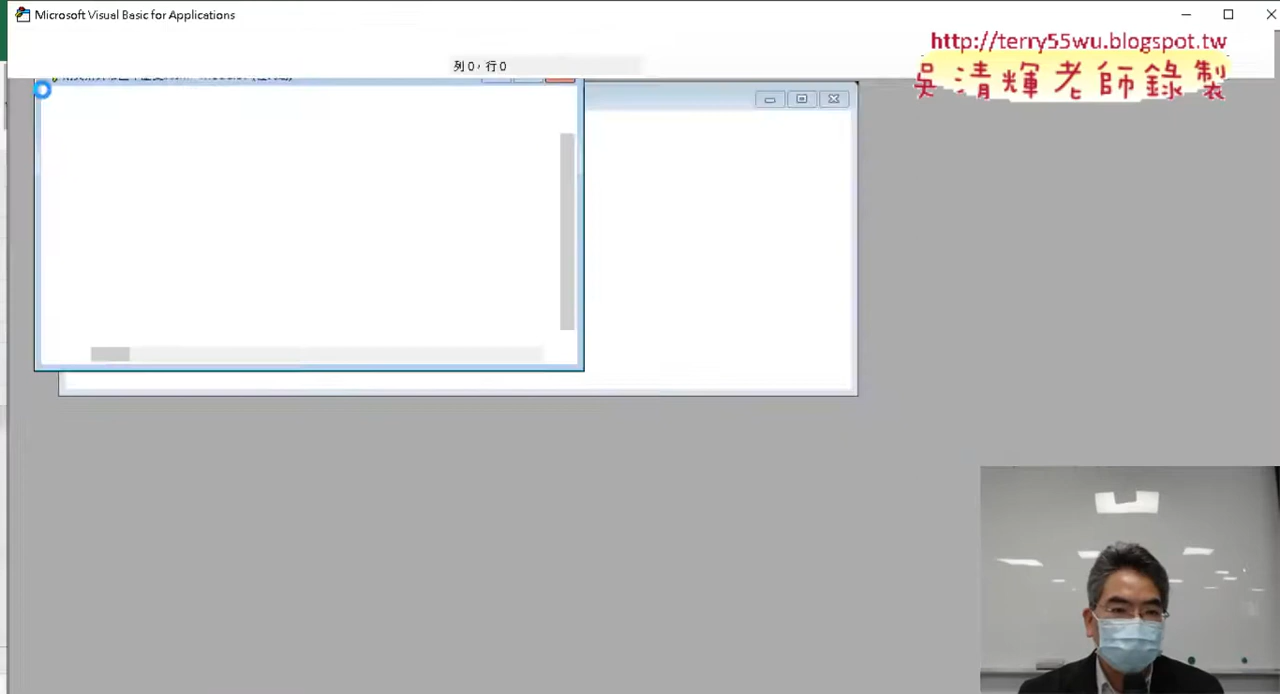 Microsoft Visual Basic for Applications
http://terry55wu.blogspot.tw
列 0，行 0
吳清輝老師錄製